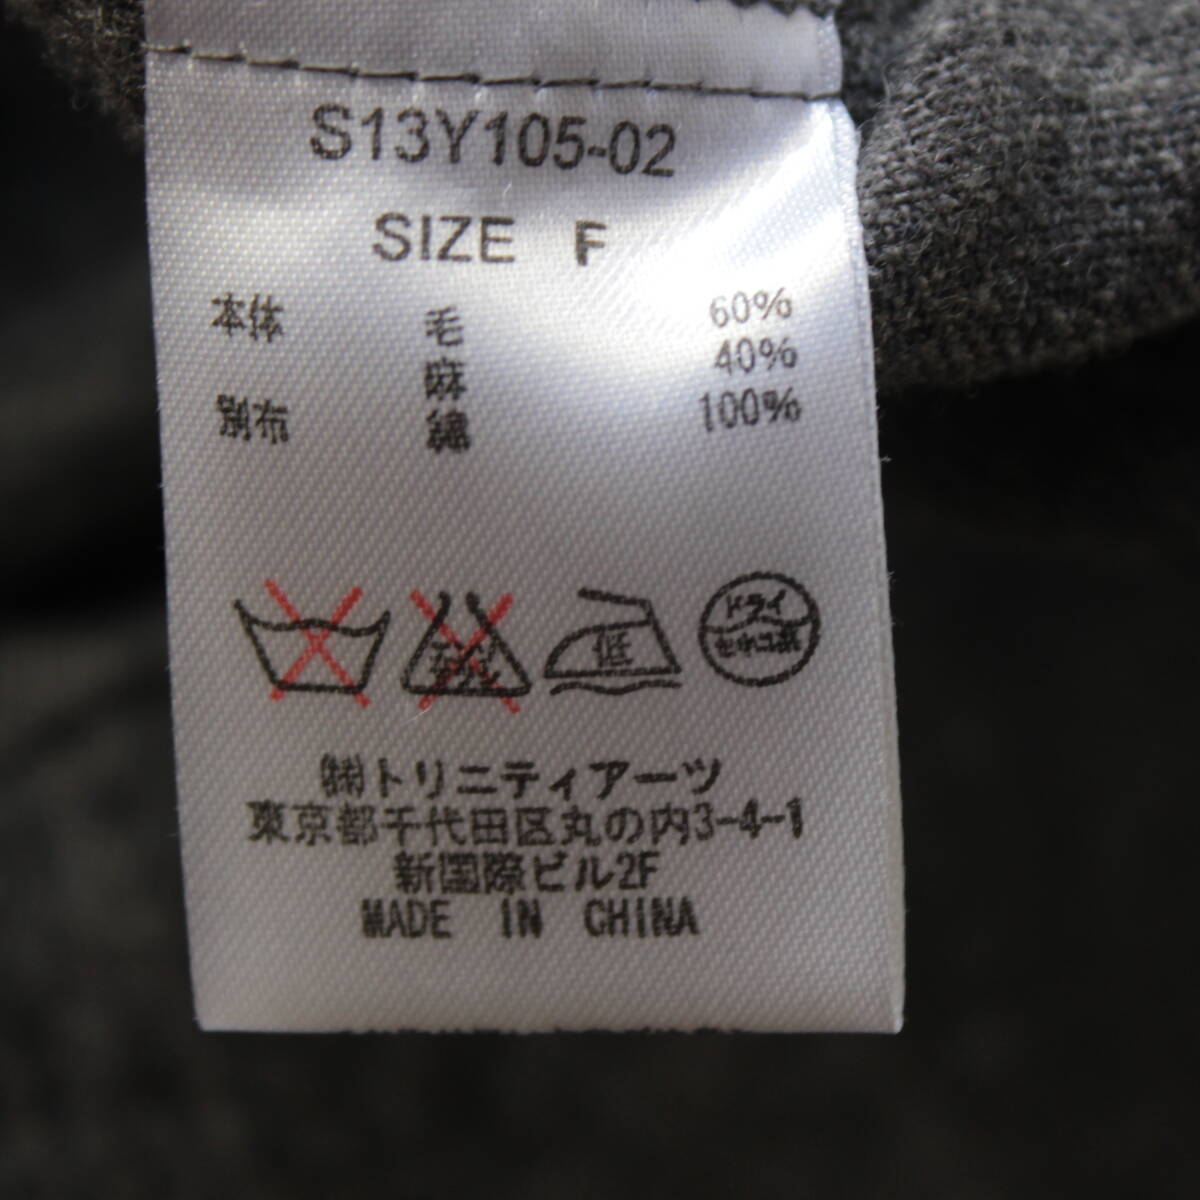 S13Y105-02
SIZE F
本体 毛 60%
麻 40%
別布 綿 100%
低
ドライ
セキユ系
㈱トリニティアーツ
東京都千代田区丸の内3-4-1
新国際ビル2F
MADE IN CHINA